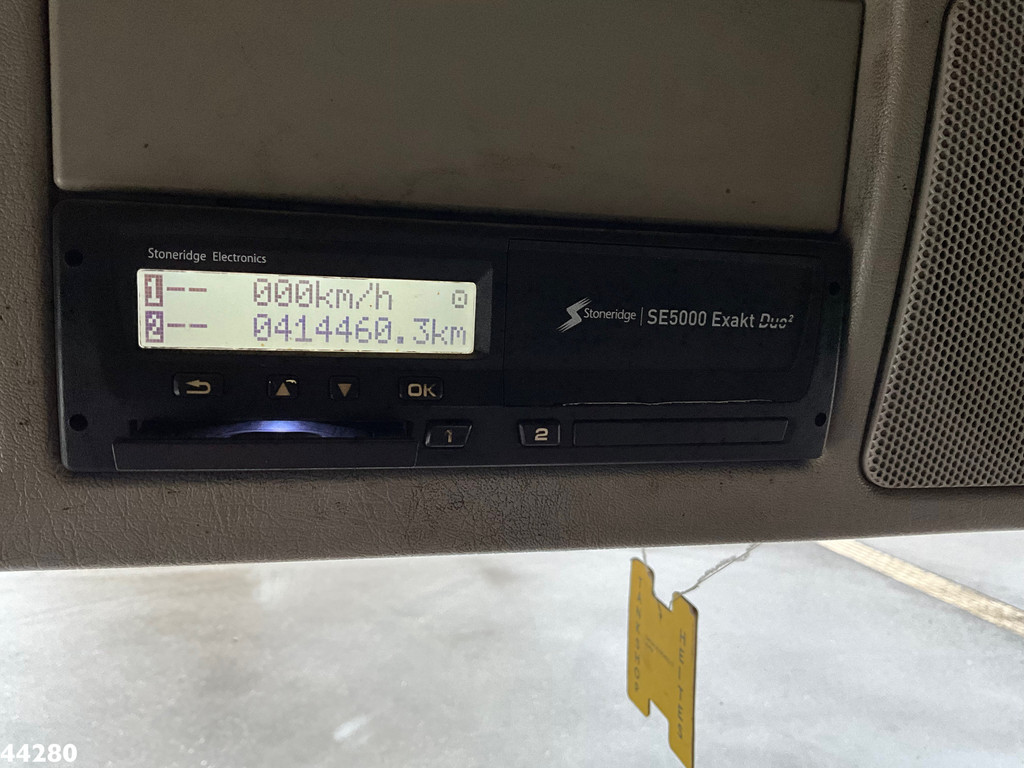 Stoneridge Electronics
1-- 000km/h
2-- 0414460.3km
Stoneridge | SE5000 Exakt Duo²
OK
1
2
44280